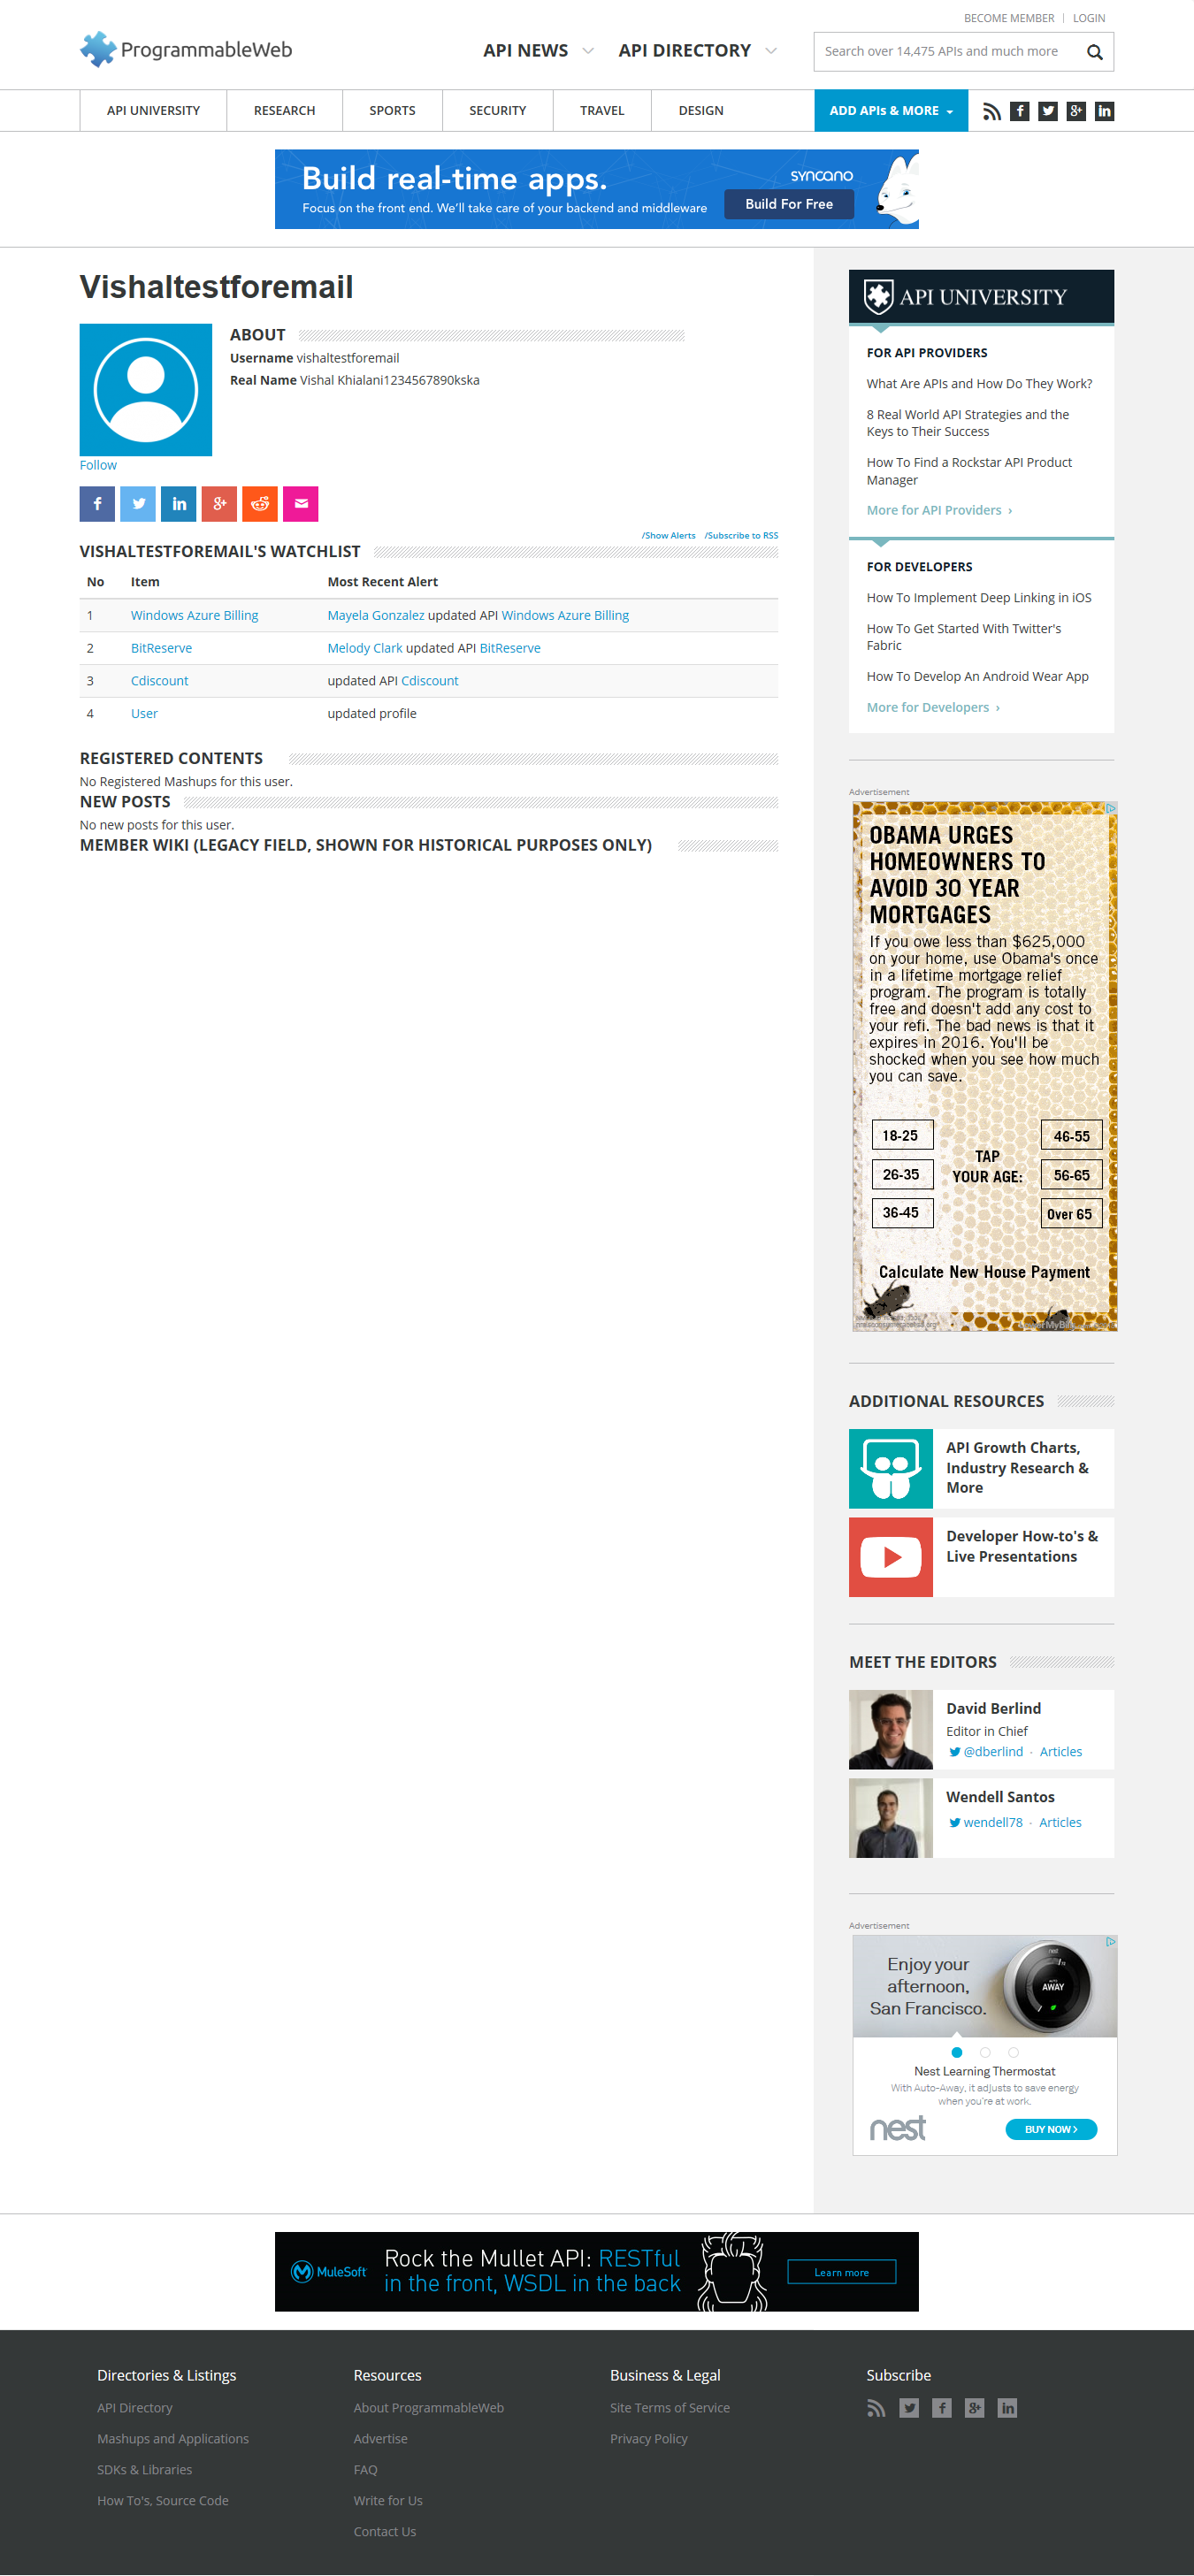 BECOME MEMBER | LOGIN
ProgrammableWeb
API NEWS
API DIRECTORY
Search over 14,475 APIs and much more
API UNIVERSITY
RESEARCH
SPORTS
SECURITY
TRAVEL
DESIGN
ADD APIs & MORE
Build real-time apps.
Focus on the front end. We'll take care of your backend and middleware
syncano
Build For Free
Vishaltestforemail
ABOUT
Username vishaltestforemail
Real Name Vishal Khialani1234567890kska
Follow
/Show Alerts /Subscribe to RSS
VISHALTESTFOREMAIL'S WATCHLIST
No Item Most Recent Alert
1 Windows Azure Billing Mayela Gonzalez updated API Windows Azure Billing
2 BitReserve Melody Clark updated API BitReserve
3 Cdiscount updated API Cdiscount
4 User updated profile
REGISTERED CONTENTS
No Registered Mashups for this user.
NEW POSTS
No new posts for this user.
MEMBER WIKI (LEGACY FIELD, SHOWN FOR HISTORICAL PURPOSES ONLY)
API UNIVERSITY
FOR API PROVIDERS
What Are APIs and How Do They Work?
8 Real World API Strategies and the
Keys to Their Success
How To Find a Rockstar API Product
Manager
More for API Providers ›
FOR DEVELOPERS
How To Implement Deep Linking in iOS
How To Get Started With Twitter's
Fabric
How To Develop An Android Wear App
More for Developers ›
Advertisement
OBAMA URGES
HOMEOWNERS TO
AVOID 30 YEAR
MORTGAGES
If you owe less than $625,000
on your home, use Obama's once
in a lifetime mortgage relief
program. The program is totally
free and doesn't add any cost to
your refi. The bad news is that it
expires in 2016. You'll be
shocked when you see how much
you can save.
18-25
26-35
36-45
TAP
YOUR AGE:
46-55
56-65
Over 65
Calculate New House Payment
ADDITIONAL RESOURCES
API Growth Charts,
Industry Research &
More
Developer How-to's &
Live Presentations
MEET THE EDITORS
David Berlind
Editor in Chief
@dberlind · Articles
Wendell Santos
wendell78 · Articles
Advertisement
Enjoy your
afternoon,
San Francisco.
nest
AWAY
Nest Learning Thermostat
With Auto-Away, it adjusts to save energy
when you're at work.
nest
BUY NOW ›
MuleSoft
Rock the Mullet API: RESTful
in the front, WSDL in the back
Learn more
Directories & Listings
API Directory
Mashups and Applications
SDKs & Libraries
How To's, Source Code
Resources
About ProgrammableWeb
Advertise
FAQ
Write for Us
Contact Us
Business & Legal
Site Terms of Service
Privacy Policy
Subscribe